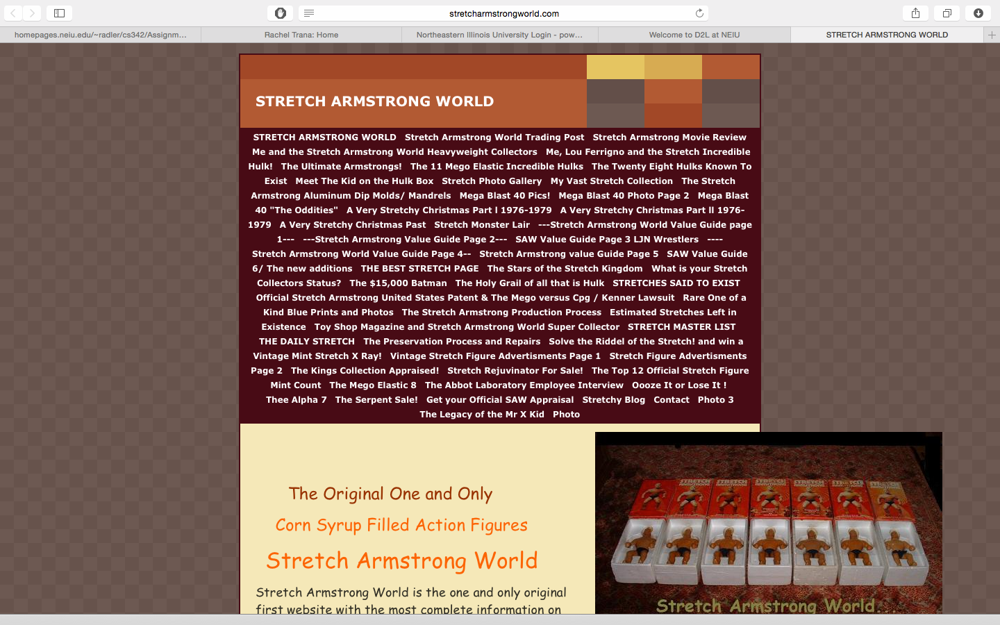 stretcharmstrongworld.com
homepages.neiu.edu/~radler/cs342/Assignm...
Rachel Trana: Home
Northeastern Illinois University Login - pow...
Welcome to D2L at NEIU
STRETCH ARMSTRONG WORLD
STRETCH ARMSTRONG WORLD
STRETCH ARMSTRONG WORLD Stretch Armstrong World Trading Post Stretch Armstrong Movie Review
Me and the Stretch Armstrong World Heavyweight Collectors Me, Lou Ferrigno and the Stretch Incredible
Hulk! The Ultimate Armstrongs! The 11 Mego Elastic Incredible Hulks The Twenty Eight Hulks Known To
Exist Meet The Kid on the Hulk Box Stretch Photo Gallery My Vast Stretch Collection The Stretch
Armstrong Aluminum Dip Molds/ Mandrels Mega Blast 40 Pics! Mega Blast 40 Photo Page 2 Mega Blast
40 "The Oddities" A Very Stretchy Christmas Part l 1976-1979 A Very Stretchy Christmas Part ll 1976-
1979 A Very Stretchy Christmas Past Stretch Monster Lair ---Stretch Armstrong World Value Guide page
1--- ---Stretch Armstrong Value Guide Page 2--- SAW Value Guide Page 3 LJN Wrestlers ----
Stretch Armstrong World Value Guide Page 4-- Stretch Armstrong value Guide Page 5 SAW Value Guide
6/ The new additions THE BEST STRETCH PAGE The Stars of the Stretch Kingdom What is your Stretch
Collectors Status? The $15,000 Batman The Holy Grail of all that is Hulk STRETCHES SAID TO EXIST
Official Stretch Armstrong United States Patent & The Mego versus Cpg / Kenner Lawsuit Rare One of a
Kind Blue Prints and Photos The Stretch Armstrong Production Process Estimated Stretches Left in
Existence Toy Shop Magazine and Stretch Armstrong World Super Collector STRETCH MASTER LIST
THE DAILY STRETCH The Preservation Process and Repairs Solve the Riddel of the Stretch! and win a
Vintage Mint Stretch X Ray! Vintage Stretch Figure Advertisments Page 1 Stretch Figure Advertisments
Page 2 The Kings Collection Appraised! Stretch Rejuvinator For Sale! The Top 12 Official Stretch Figure
Mint Count The Mego Elastic 8 The Abbot Laboratory Employee Interview Oooze It or Lose It !
Thee Alpha 7 The Serpent Sale! Get your Official SAW Appraisal Stretchy Blog Contact Photo 3
The Legacy of the Mr X Kid Photo
The Original One and Only
Corn Syrup Filled Action Figures
Stretch Armstrong World
Stretch Armstrong World is the one and only original
first website with the most complete information on
STRETCH ARMSTRONG
STRETCH ARMSTRONG
STRETCH ARMSTRONG
STRETCH ARMSTRONG
STRETCH ARMSTRONG
STRETCH ARMSTRONG
Stretch Armstrong World...